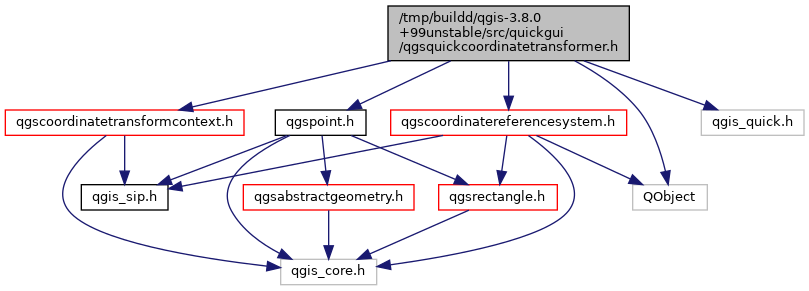 /tmp/buildd/qgis-3.8.0
+99unstable/src/quickgui
/qgsquickcoordinatetransformer.h
qgscoordinatetransformcontext.h
qgspoint.h
qgscoordinatereferencesystem.h
qgis_quick.h
qgis_sip.h
qgsabstractgeometry.h
qgsrectangle.h
QObject
qgis_core.h